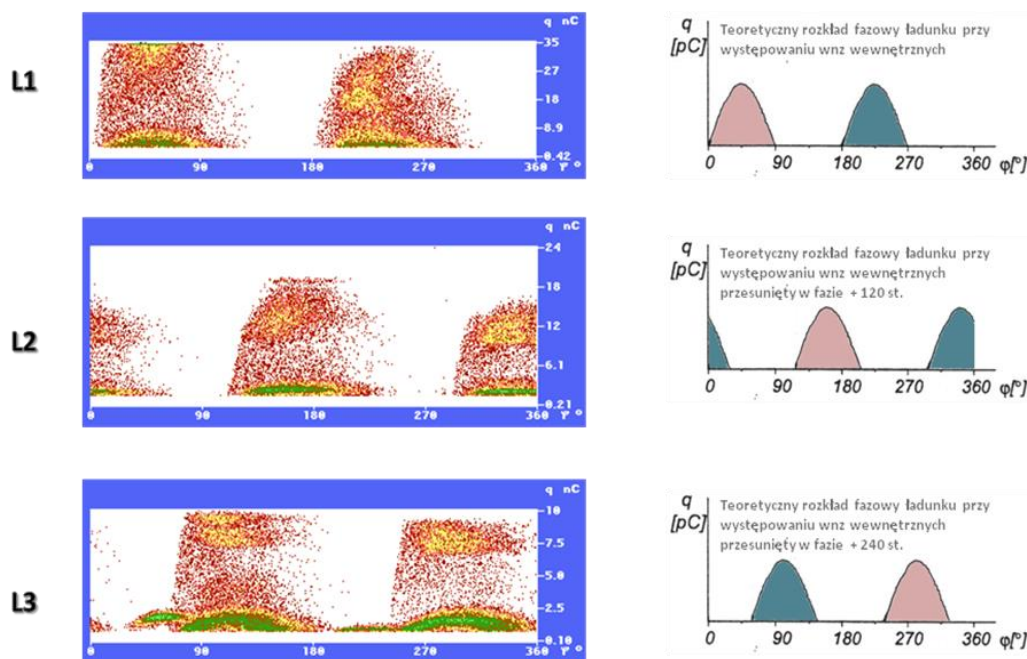 L1
q nC
35
27
18
8.9
0.42
0 90 180 270 360 γ °
q
[pC]
Teoretyczny rozkład fazowy ładunku przy
występowaniu wnz wewnętrznych
0 90 180 270 360 φ[°]
L2
q nC
24
18
12
6.1
0.21
0 90 180 270 360 γ °
q
[pC]
Teoretyczny rozkład fazowy ładunku przy
występowaniu wnz wewnętrznych
przesunięty w fazie + 120 st.
0 90 180 270 360 φ[°]
L3
q nC
10
7.5
5.0
2.5
0.10
0 90 180 270 360 γ °
q
[pC]
Teoretyczny rozkład fazowy ładunku przy
występowaniu wnz wewnętrznych
przesunięty w fazie + 240 st.
0 90 180 270 360 φ[°]